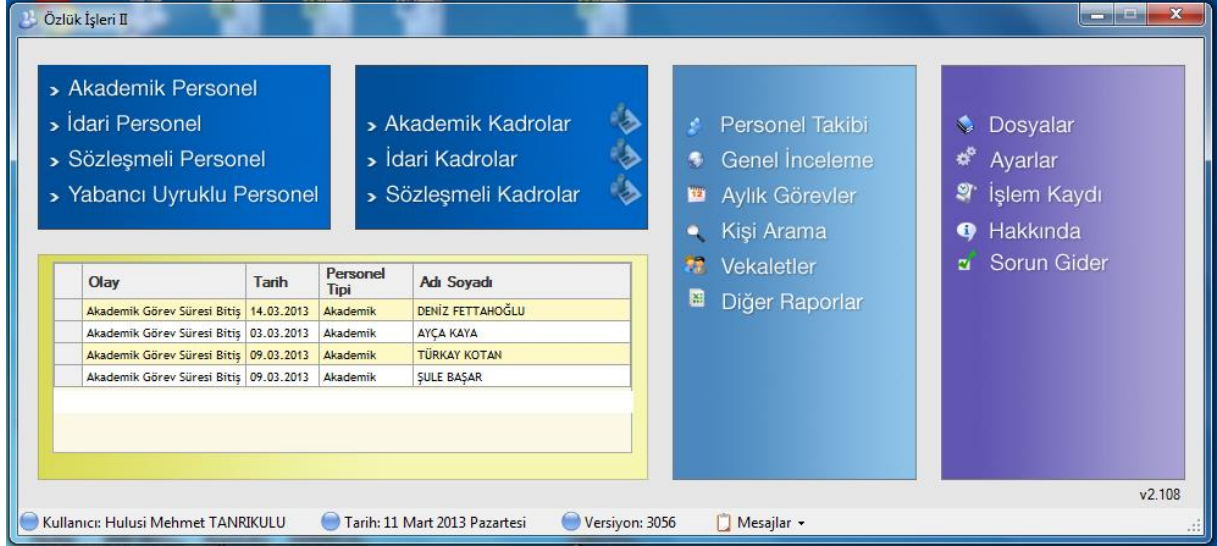 Özlük İşleri II
Akademik Personel
İdari Personel
Sözleşmeli Personel
Yabancı Uyruklu Personel
Akademik Kadrolar
İdari Kadrolar
Sözleşmeli Kadrolar
Personel Takibi
Genel İnceleme
12 Aylık Görevler
Kişi Arama
Vekaletler
Diğer Raporlar
Dosyalar
Ayarlar
İşlem Kaydı
Hakkında
Sorun Gider
Olay Tarih Personel Tipi Adı Soyadı
Akademik Görev Süresi Bitiş 14.03.2013 Akademik DENİZ FETTAHOĞLU
Akademik Görev Süresi Bitiş 03.03.2013 Akademik AYÇA KAYA
Akademik Görev Süresi Bitiş 09.03.2013 Akademik TÜRKAY KOTAN
Akademik Görev Süresi Bitiş 09.03.2013 Akademik ŞULE BAŞAR
v2.108
Kullanıcı: Hulusi Mehmet TANRIKULU Tarih: 11 Mart 2013 Pazartesi Versiyon: 3056 Mesajlar